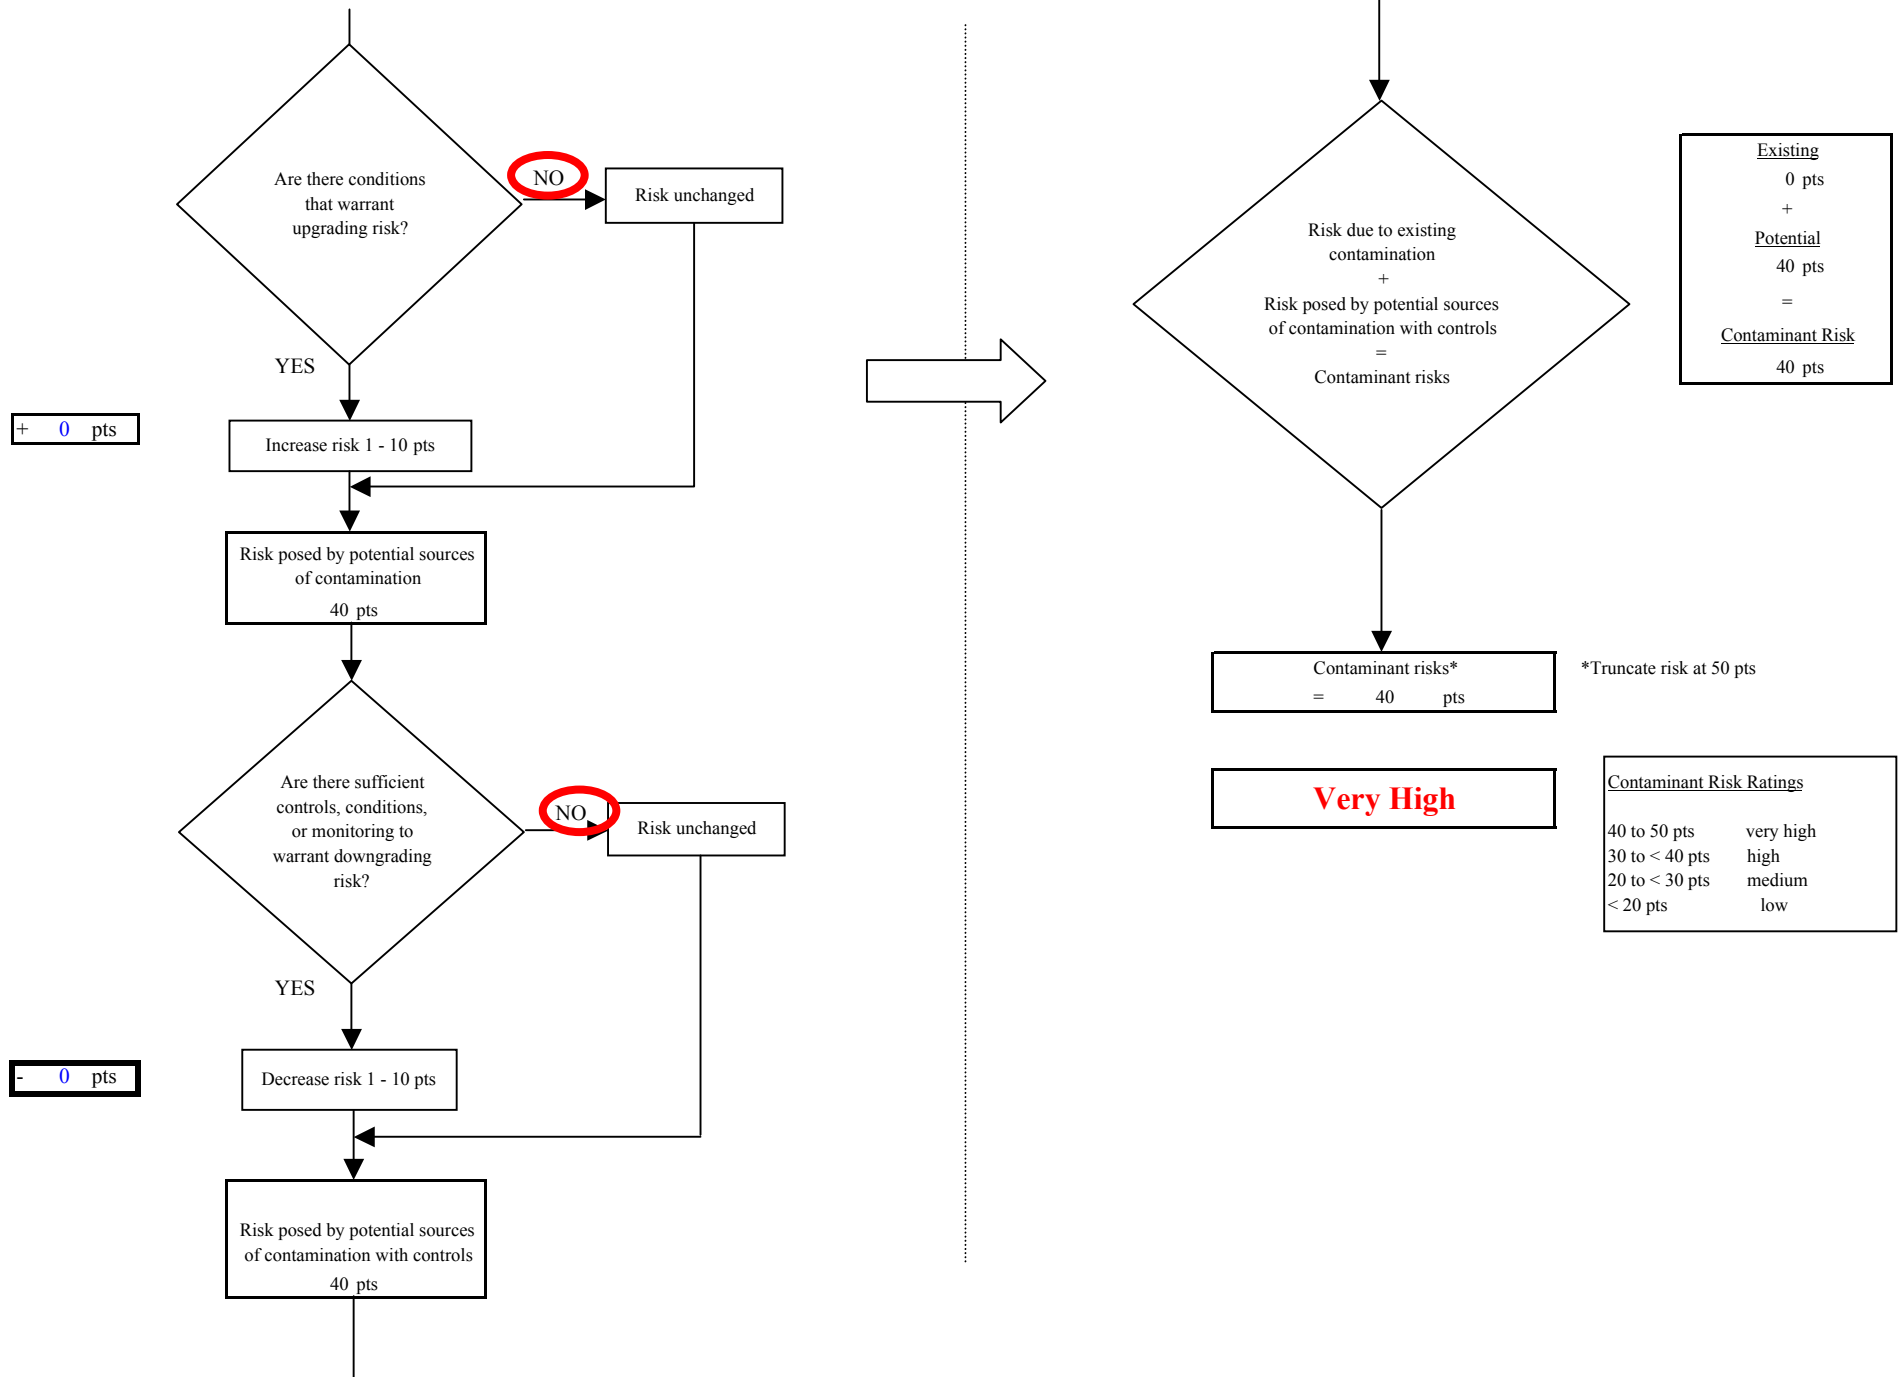 Are there conditions
that warrant
upgrading risk?
NO
Risk unchanged
YES
+ 0 pts
Increase risk 1 - 10 pts
Risk posed by potential sources
of contamination
40 pts
Are there sufficient
controls, conditions,
or monitoring to
warrant downgrading
risk?
NO
Risk unchanged
YES
- 0 pts
Decrease risk 1 - 10 pts
Risk posed by potential sources
of contamination with controls
40 pts
Risk due to existing
contamination
+
Risk posed by potential sources
of contamination with controls
=
Contaminant risks
Existing
0 pts
+
Potential
40 pts
=
Contaminant Risk
40 pts
Contaminant risks*
= 40 pts
*Truncate risk at 50 pts
Very High
Contaminant Risk Ratings
40 to 50 pts very high
30 to < 40 pts high
20 to < 30 pts medium
< 20 pts low